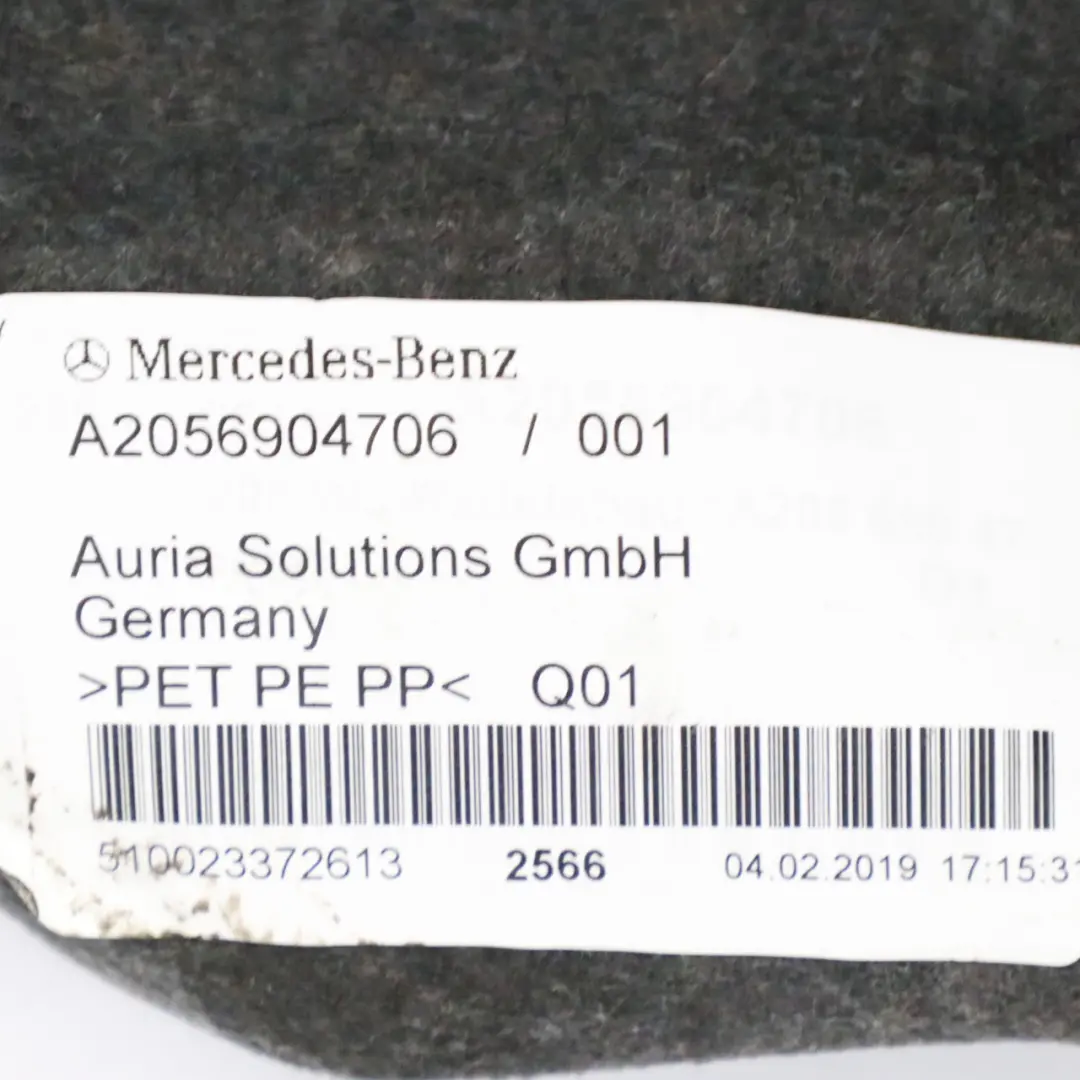 Mercedes-Benz
A2056904706 / 001
Auria Solutions GmbH
Germany
>PET PE PP< Q01
510023372613 2566 04.02.2019 17:15:31